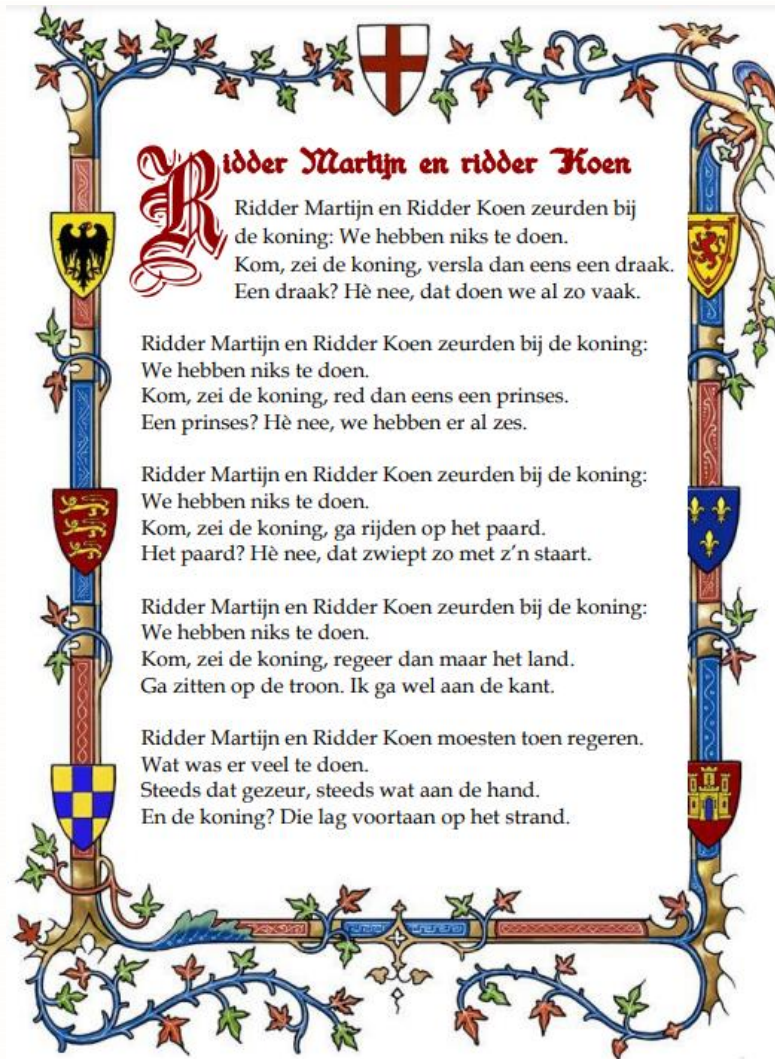 Ridder Martijn en ridder Koen
Ridder Martijn en Ridder Koen zeurden bij
de koning: We hebben niks te doen.
Kom, zei de koning, versla dan eens een draak.
Een draak? Hè nee, dat doen we al zo vaak.
Ridder Martijn en Ridder Koen zeurden bij de koning:
We hebben niks te doen.
Kom, zei de koning, red dan eens een prinses.
Een prinses? Hè nee, we hebben er al zes.
Ridder Martijn en Ridder Koen zeurden bij de koning:
We hebben niks te doen.
Kom, zei de koning, ga rijden op het paard.
Het paard? Hè nee, dat zwiept zo met z’n staart.
Ridder Martijn en Ridder Koen zeurden bij de koning:
We hebben niks te doen.
Kom, zei de koning, regeer dan maar het land.
Ga zitten op de troon. Ik ga wel aan de kant.
Ridder Martijn en Ridder Koen moesten toen regeren.
Wat was er veel te doen.
Steeds dat gezeur, steeds wat aan de hand.
En de koning? Die lag voortaan op het strand.